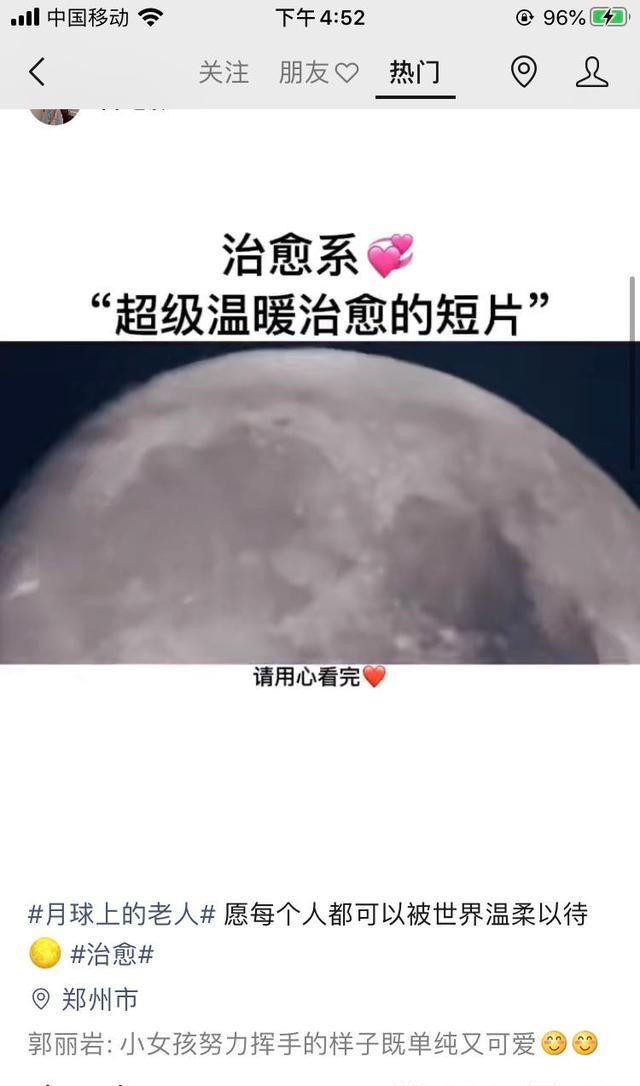 中国移动 下午4:52 96%
关注 朋友♡ 热门
治愈系💞
“超级温暖治愈的短片”
请用心看完❤️
#月球上的老人# 愿每个人都可以被世界温柔以待
🌕 #治愈#
郑州市
郭丽岩: 小女孩努力挥手的样子既单纯又可爱😊😊